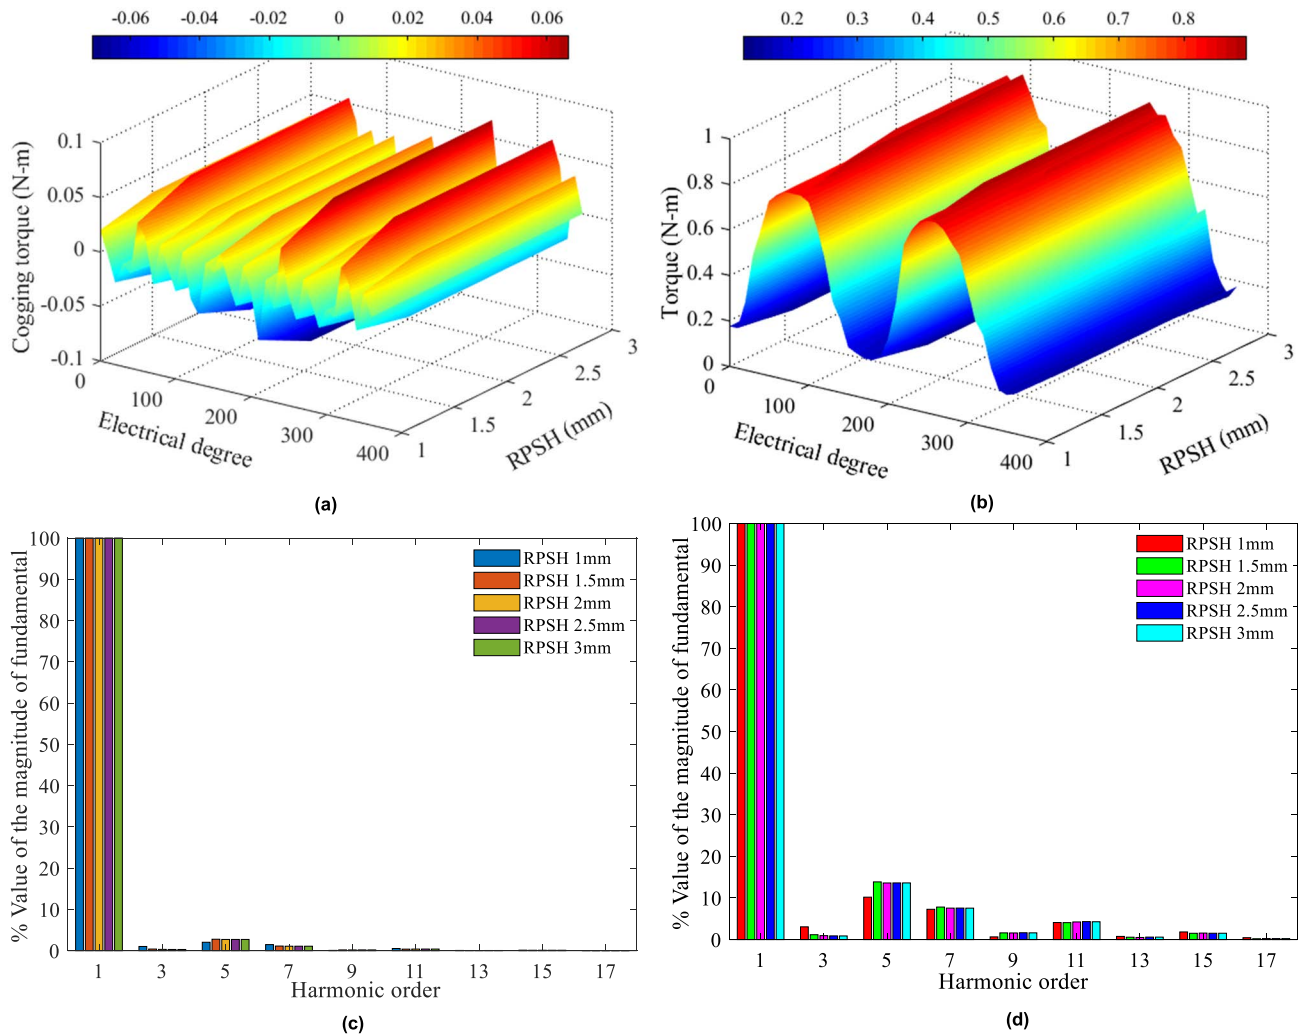 -0.06 -0.04 -0.02 0 0.02 0.04 0.06
Cogging torque (N-m)
0.1
0.05
0
-0.05
-0.1
0 100 200 300 400
Electrical degree
1 1.5 2 2.5 3
RPSH (mm)
(a)
0.2 0.3 0.4 0.5 0.6 0.7 0.8
Torque (N-m)
1
0.8
0.6
0.4
0.2
0
0 100 200 300 400
Electrical degree
1 1.5 2 2.5 3
RPSH (mm)
(b)
% Value of the magnitude of fundamental
100
90
80
70
60
50
40
30
20
10
0
RPSH 1mm
RPSH 1.5mm
RPSH 2mm
RPSH 2.5mm
RPSH 3mm
1 3 5 7 9 11 13 15 17
Harmonic order
(c)
% Value of the magnitude of fundamental
100
90
80
70
60
50
40
30
20
10
0
RPSH 1mm
RPSH 1.5mm
RPSH 2mm
RPSH 2.5mm
RPSH 3mm
1 3 5 7 9 11 13 15 17
Harmonic order
(d)